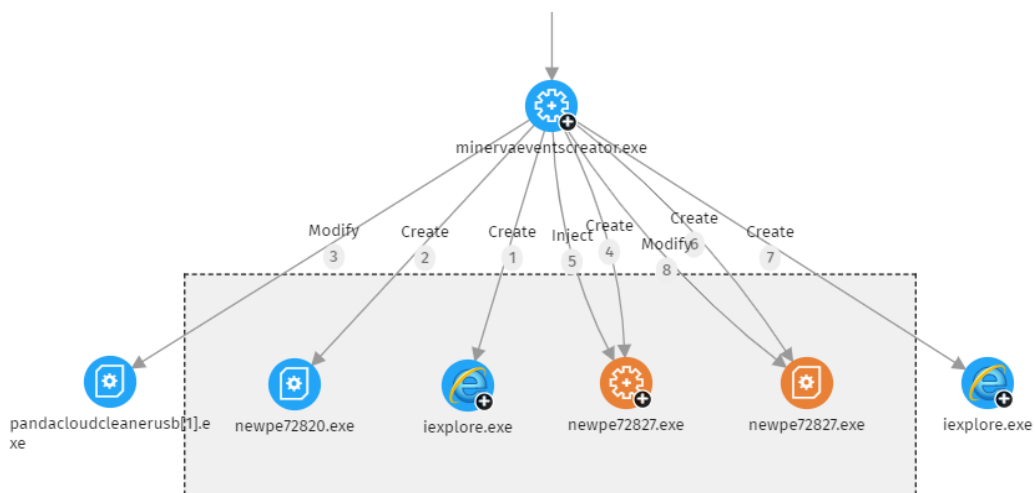 minervaeventscreator.exe
Modify
Create
Create
Inject
Create
Modify
Create
Create
3
2
1
5
4
8
6
7
pandacloudcleanerusb[1].e
xe
newpe72820.exe
iexplore.exe
newpe72827.exe
newpe72827.exe
iexplore.exe